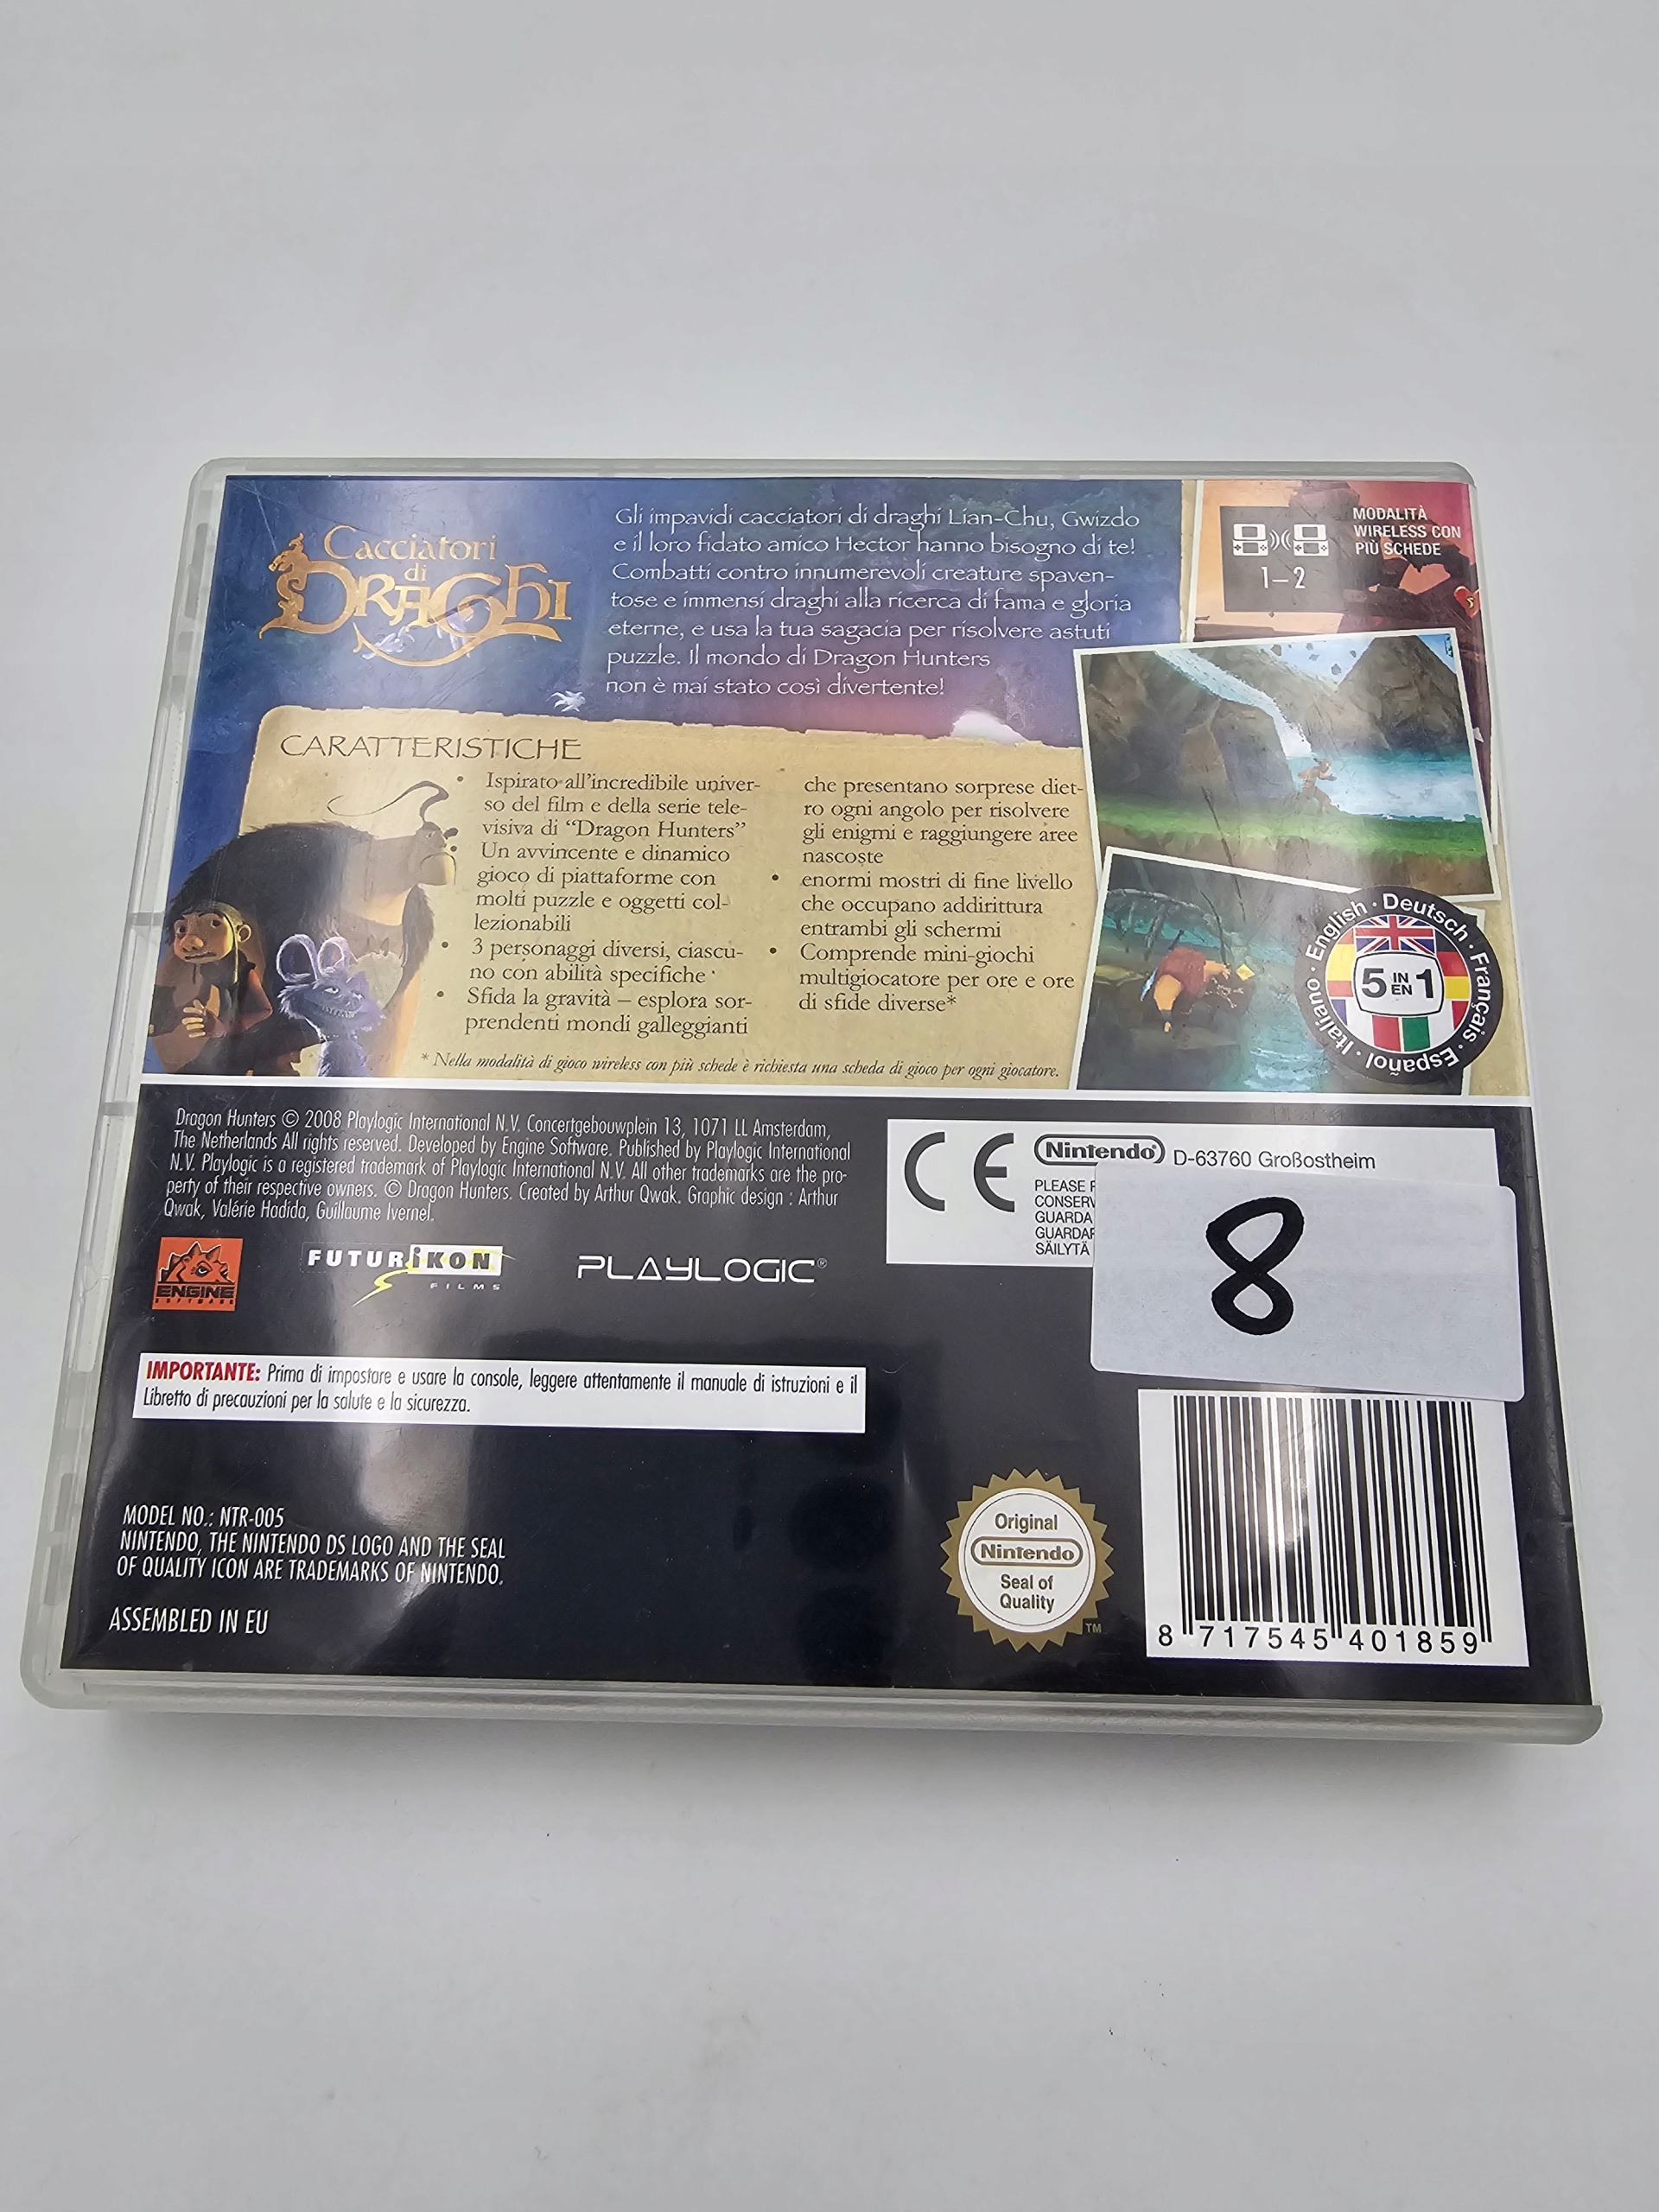 Cacciatori
di
DRAGHI
Gli impavidi cacciatori di draghi Lian-Chu, Gwizdo
e il loro fidato amico Hector hanno bisogno di te!
Combatti contro innumerevoli creature spaven-
tose e immensi draghi alla ricerca di fama e gloria
eterne, e usa la tua sagacia per risolvere astuti
puzzle. Il mondo di Dragon Hunters
non è mai stato così divertente!
MODALITÀ
WIRELESS CON
PIÙ SCHEDE
1–2
CARATTERISTICHE
• Ispirato all'incredibile univer-
so del film e della serie tele-
visiva di “Dragon Hunters”
• Un avvincente e dinamico
gioco di piattaforme con
molti puzzle e oggetti col-
lezionabili
• 3 personaggi diversi, ciascu-
no con abilità specifiche
• Sfida la gravità – esplora sor-
prendenti mondi galleggianti
che presentano sorprese diet-
ro ogni angolo per risolvere
gli enigmi e raggiungere aree
nascoste
• enormi mostri di fine livello
che occupano addirittura
entrambi gli schermi
• Comprende mini-giochi
multigiocatore per ore e ore
di sfide diverse*
* Nella modalità di gioco wireless con più schede è richiesta una scheda di gioco per ogni giocatore.
English · Deutsch · Français · Español · Italiano ·
5 IN EN 1
Dragon Hunters © 2008 Playlogic International N.V. Concertgebouwplein 13, 1071 LL Amsterdam,
The Netherlands All rights reserved. Developed by Engine Software. Published by Playlogic International
N.V. Playlogic is a registered trademark of Playlogic International N.V. All other trademarks are the pro-
perty of their respective owners. © Dragon Hunters. Created by Arthur Qwak. Graphic design : Arthur
Qwak, Valérie Hadida, Guillaume Ivernel.
CE
Nintendo® D-63760 Großostheim
PLEASE
CONSERV
GUARDA
GUARDAR
SÄILYTÄ
8
ENGINE
SOFTWARE
FUTURiKON
FILMS
PLAYLOGIC®
IMPORTANTE: Prima di impostare e usare la console, leggere attentamente il manuale di istruzioni e il
Libretto di precauzioni per la salute e la sicurezza.
MODEL NO.: NTR-005
NINTENDO, THE NINTENDO DS LOGO AND THE SEAL
OF QUALITY ICON ARE TRADEMARKS OF NINTENDO.
ASSEMBLED IN EU
Original
Nintendo
Seal of
Quality
TM
8 717545 401859